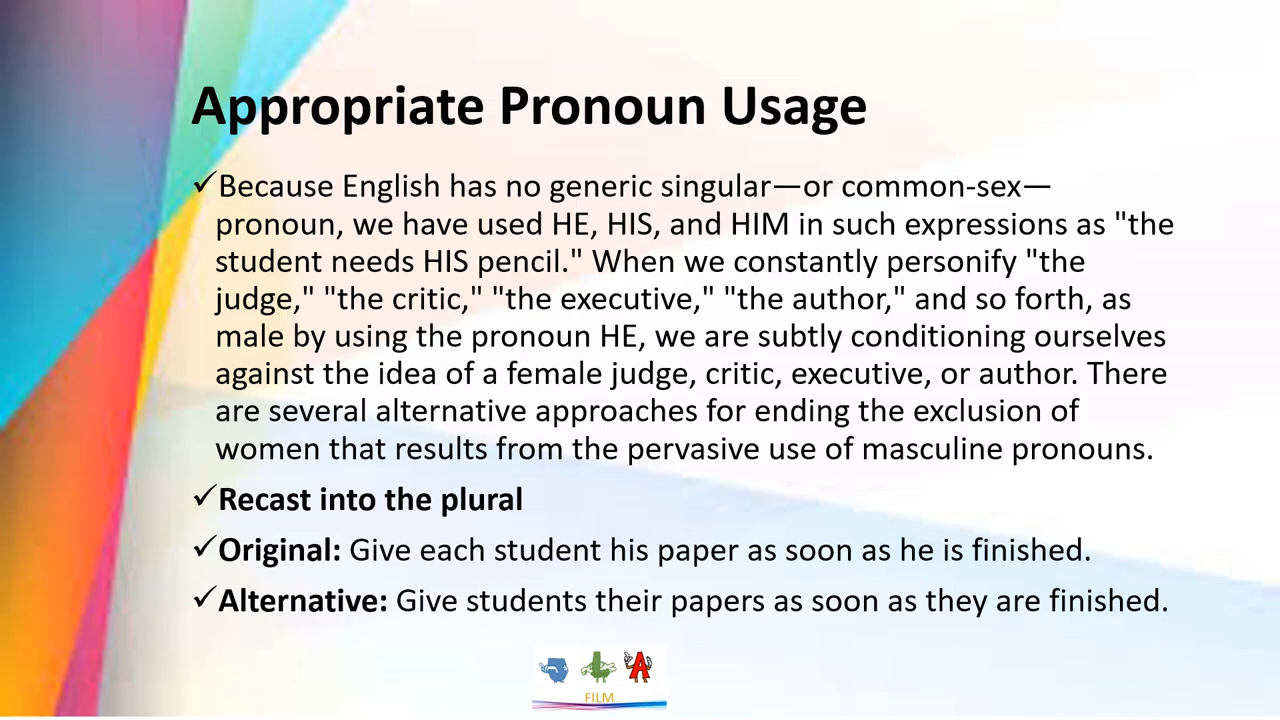 Appropriate Pronoun Usage
✓Because English has no generic singular—or common-sex—
pronoun, we have used HE, HIS, and HIM in such expressions as "the
student needs HIS pencil." When we constantly personify "the
judge," "the critic," "the executive," "the author," and so forth, as
male by using the pronoun HE, we are subtly conditioning ourselves
against the idea of a female judge, critic, executive, or author. There
are several alternative approaches for ending the exclusion of
women that results from the pervasive use of masculine pronouns.
✓Recast into the plural
✓Original: Give each student his paper as soon as he is finished.
✓Alternative: Give students their papers as soon as they are finished.
A
FILM